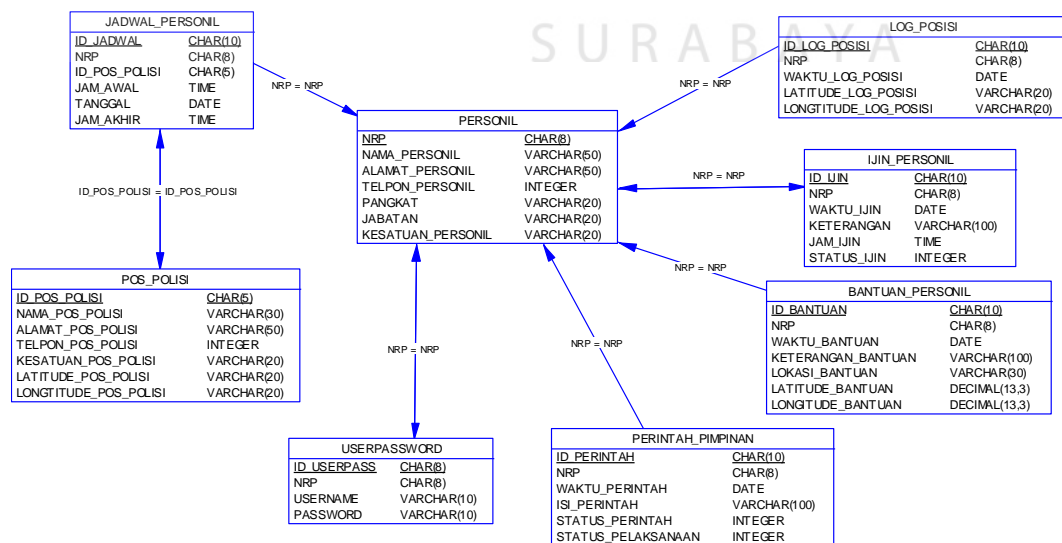 SURABAYA
JADWAL_PERSONIL
ID_JADWAL CHAR(10)
NRP CHAR(8)
ID_POS_POLISI CHAR(5)
JAM_AWAL TIME
TANGGAL DATE
JAM_AKHIR TIME
LOG_POSISI
ID_LOG_POSISI CHAR(10)
NRP CHAR(8)
WAKTU_LOG_POSISI DATE
LATITUDE_LOG_POSISI VARCHAR(20)
LONGTITUDE_LOG_POSISI VARCHAR(20)
NRP = NRP
NRP = NRP
PERSONIL
NRP CHAR(8)
NAMA_PERSONIL VARCHAR(50)
ALAMAT_PERSONIL VARCHAR(50)
TELPON_PERSONIL INTEGER
PANGKAT VARCHAR(20)
JABATAN VARCHAR(20)
KESATUAN_PERSONIL VARCHAR(20)
NRP = NRP
IJIN_PERSONIL
ID_IJIN CHAR(10)
NRP CHAR(8)
WAKTU_IJIN DATE
KETERANGAN VARCHAR(100)
JAM_IJIN TIME
STATUS_IJIN INTEGER
ID_POS_POLISI = ID_POS_POLISI
POS_POLISI
ID_POS_POLISI CHAR(5)
NAMA_POS_POLISI VARCHAR(30)
ALAMAT_POS_POLISI VARCHAR(50)
TELPON_POS_POLISI INTEGER
KESATUAN_POS_POLISI VARCHAR(20)
LATITUDE_POS_POLISI VARCHAR(20)
LONGTITUDE_POS_POLISI VARCHAR(20)
NRP = NRP
BANTUAN_PERSONIL
ID_BANTUAN CHAR(10)
NRP CHAR(8)
WAKTU_BANTUAN DATE
KETERANGAN_BANTUAN VARCHAR(100)
LOKASI_BANTUAN VARCHAR(30)
LATITUDE_BANTUAN DECIMAL(13,3)
LONGITUDE_BANTUAN DECIMAL(13,3)
NRP = NRP
NRP = NRP
USERPASSWORD
ID_USERPASS CHAR(8)
NRP CHAR(8)
USERNAME VARCHAR(10)
PASSWORD VARCHAR(10)
PERINTAH_PIMPINAN
ID_PERINTAH CHAR(10)
NRP CHAR(8)
WAKTU_PERINTAH DATE
ISI_PERINTAH VARCHAR(100)
STATUS_PERINTAH INTEGER
STATUS_PELAKSANAAN INTEGER